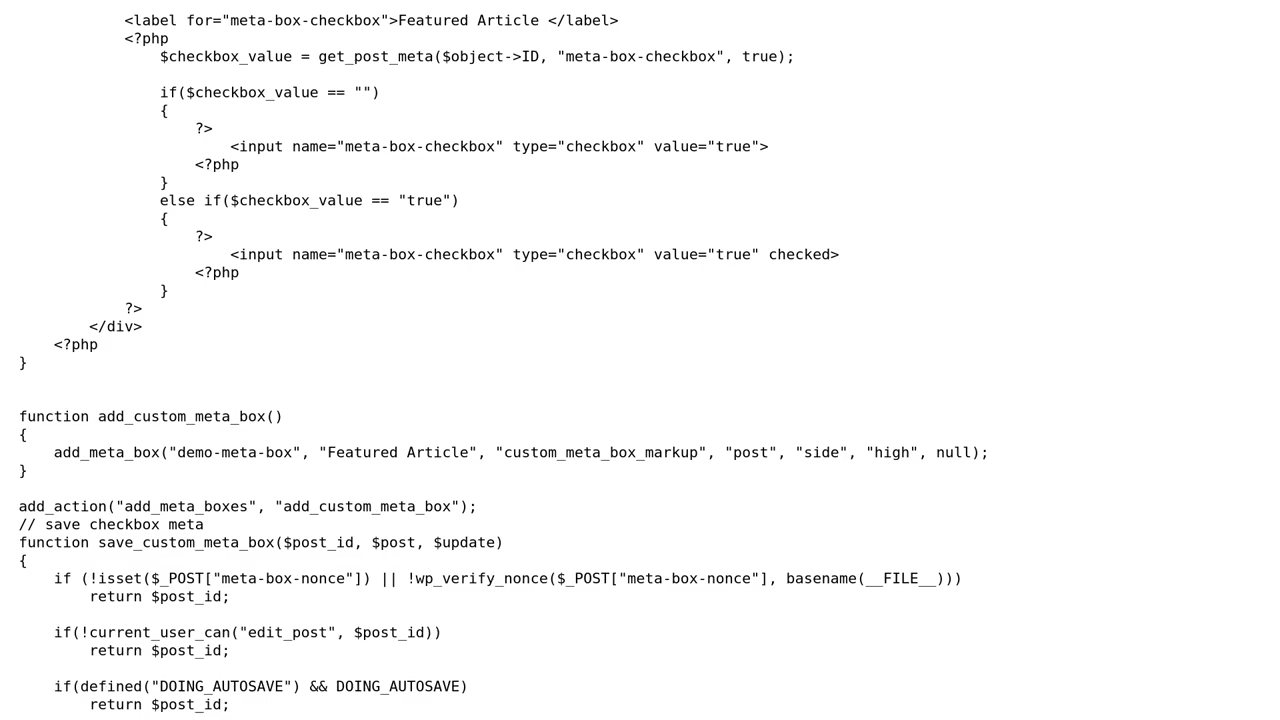 <label for="meta-box-checkbox">Featured Article </label>
            <?php
                $checkbox_value = get_post_meta($object->ID, "meta-box-checkbox", true);

                if($checkbox_value == "")
                {
                    ?>
                        <input name="meta-box-checkbox" type="checkbox" value="true">
                    <?php
                }
                else if($checkbox_value == "true")
                {
                    ?>
                        <input name="meta-box-checkbox" type="checkbox" value="true" checked>
                    <?php
                }
            ?>
        </div>
    <?php
}


function add_custom_meta_box()
{
    add_meta_box("demo-meta-box", "Featured Article", "custom_meta_box_markup", "post", "side", "high", null);
}

add_action("add_meta_boxes", "add_custom_meta_box");
// save checkbox meta
function save_custom_meta_box($post_id, $post, $update)
{
    if (!isset($_POST["meta-box-nonce"]) || !wp_verify_nonce($_POST["meta-box-nonce"], basename(__FILE__)))
        return $post_id;

    if(!current_user_can("edit_post", $post_id))
        return $post_id;

    if(defined("DOING_AUTOSAVE") && DOING_AUTOSAVE)
        return $post_id;